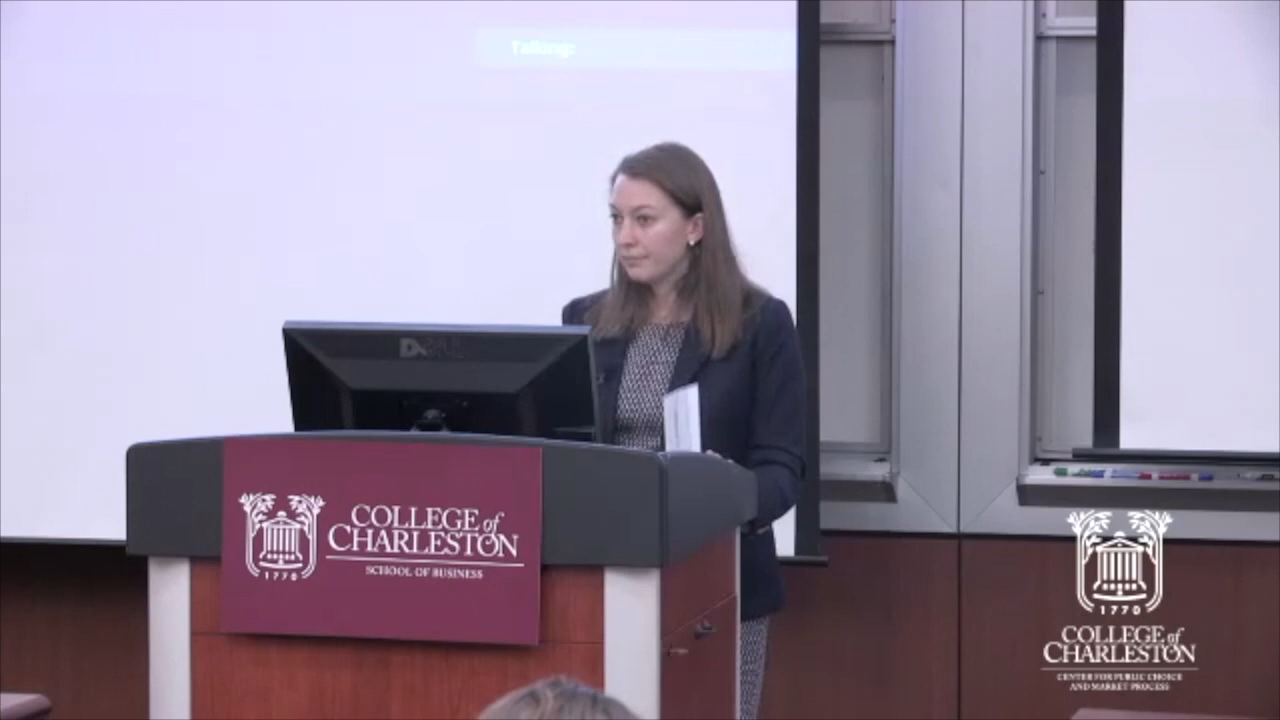 Talking:
DELL
COLLEGE of
CHARLESTON
SCHOOL OF BUSINESS
1770
1770
COLLEGE of
CHARLESTON
CENTER FOR PUBLIC CHOICE
AND MARKET PROCESS